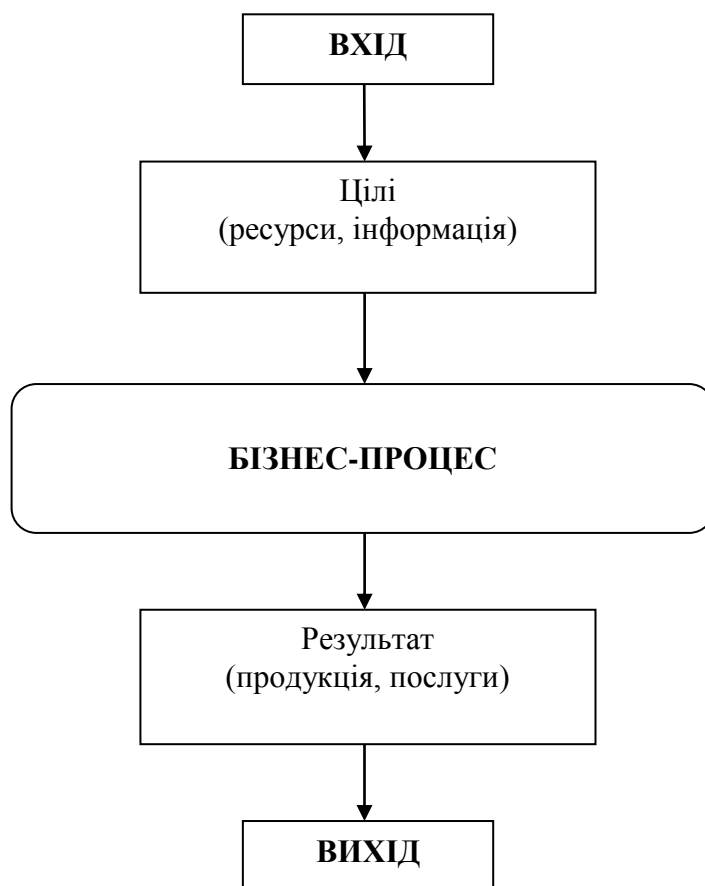 ВХІД
Цілі
(ресурси, інформація)
БІЗНЕС-ПРОЦЕС
Результат
(продукція, послуги)
ВИХІД